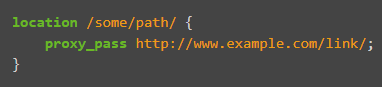 location /some/path/ {
    proxy_pass http://www.example.com/link/;
}